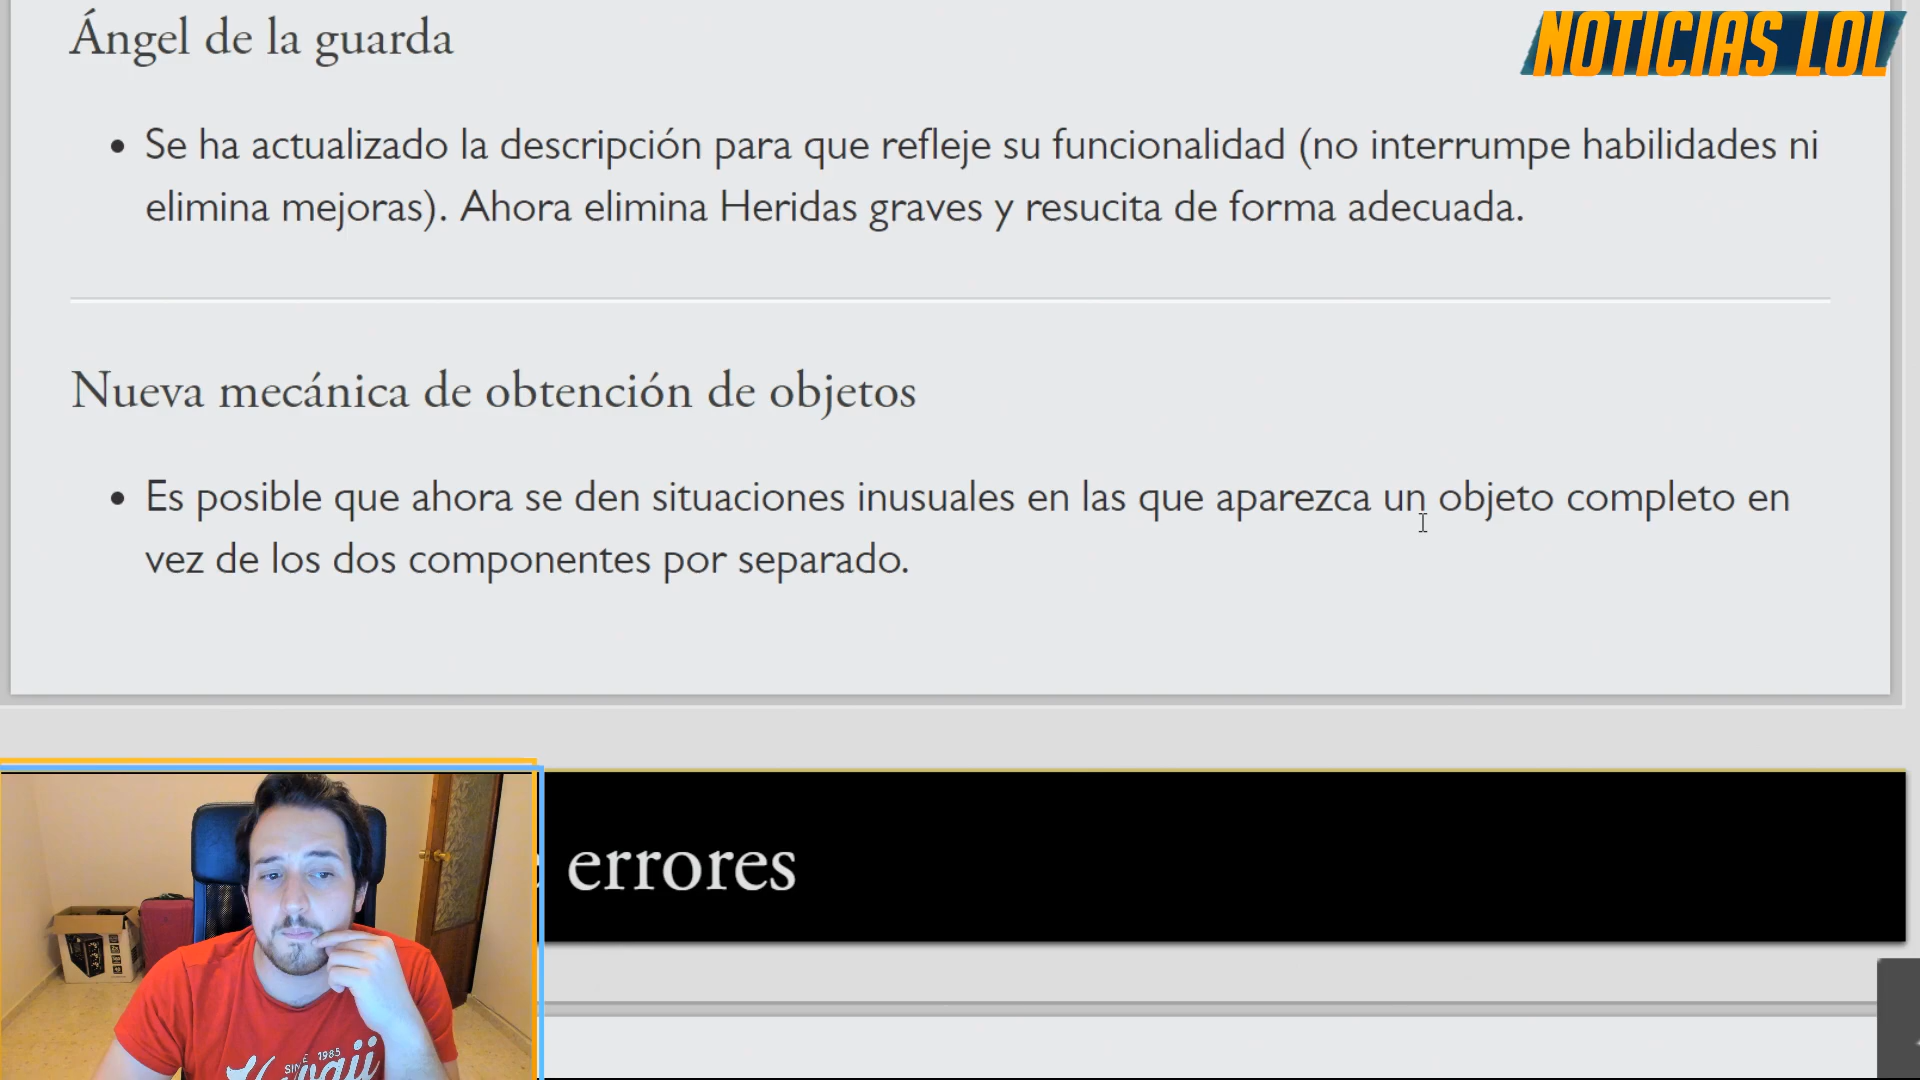 Ángel de la guarda
NOTICIAS LOL
Se ha actualizado la descripción para que refleje su funcionalidad (no interrumpe habilidades ni
elimina mejoras). Ahora elimina Heridas graves y resucita de forma adecuada.
Nueva mecánica de obtención de objetos
Es posible que ahora se den situaciones inusuales en las que aparezca un objeto completo en
vez de los dos componentes por separado.
errores
1985